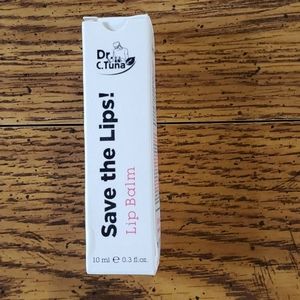 Dr.
C.Tuna
Save the Lips!
Lip Balm
10 ml ℮ 0.3 fl.oz.